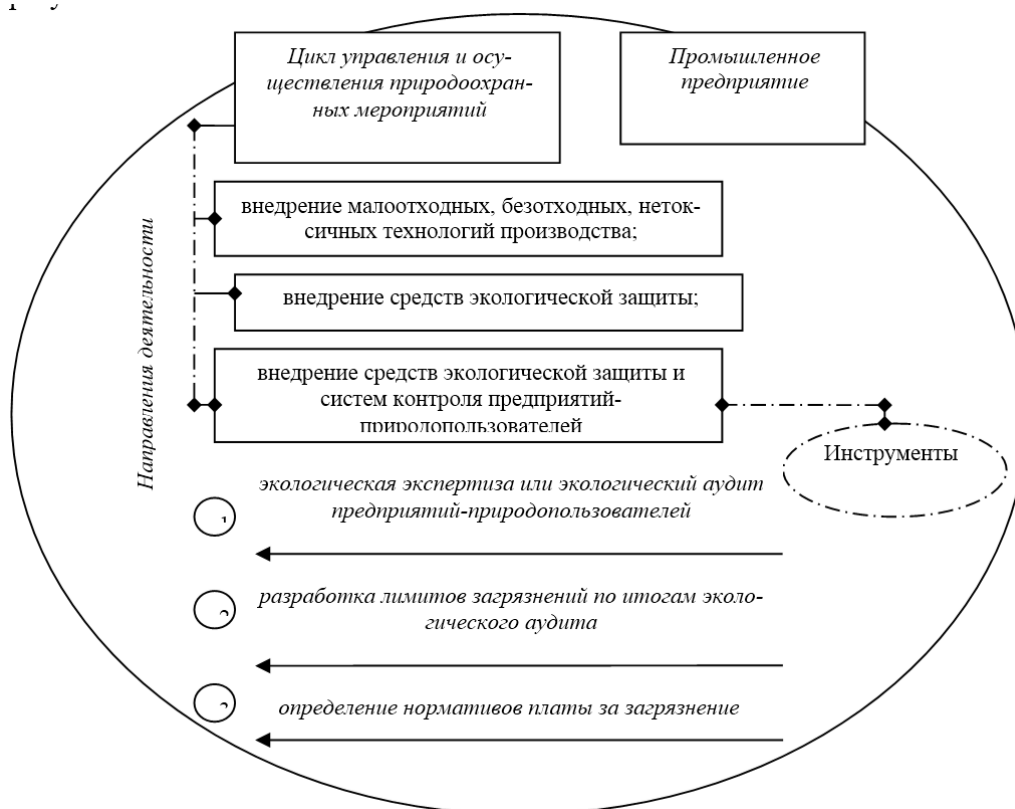 Цикл управления и осу-
ществления природоохран-
ных мероприятий
Промышленное
предприятие
Направления деятельности
внедрение малоотходных, безотходных, неток-
сичных технологий производства;
внедрение средств экологической защиты;
внедрение средств экологической защиты и
систем контроля предприятий-
природопользователей
Инструменты
экологическая экспертиза или экологический аудит
предприятий-природопользователей
разработка лимитов загрязнений по итогам эколо-
гического аудита
определение нормативов платы за загрязнение